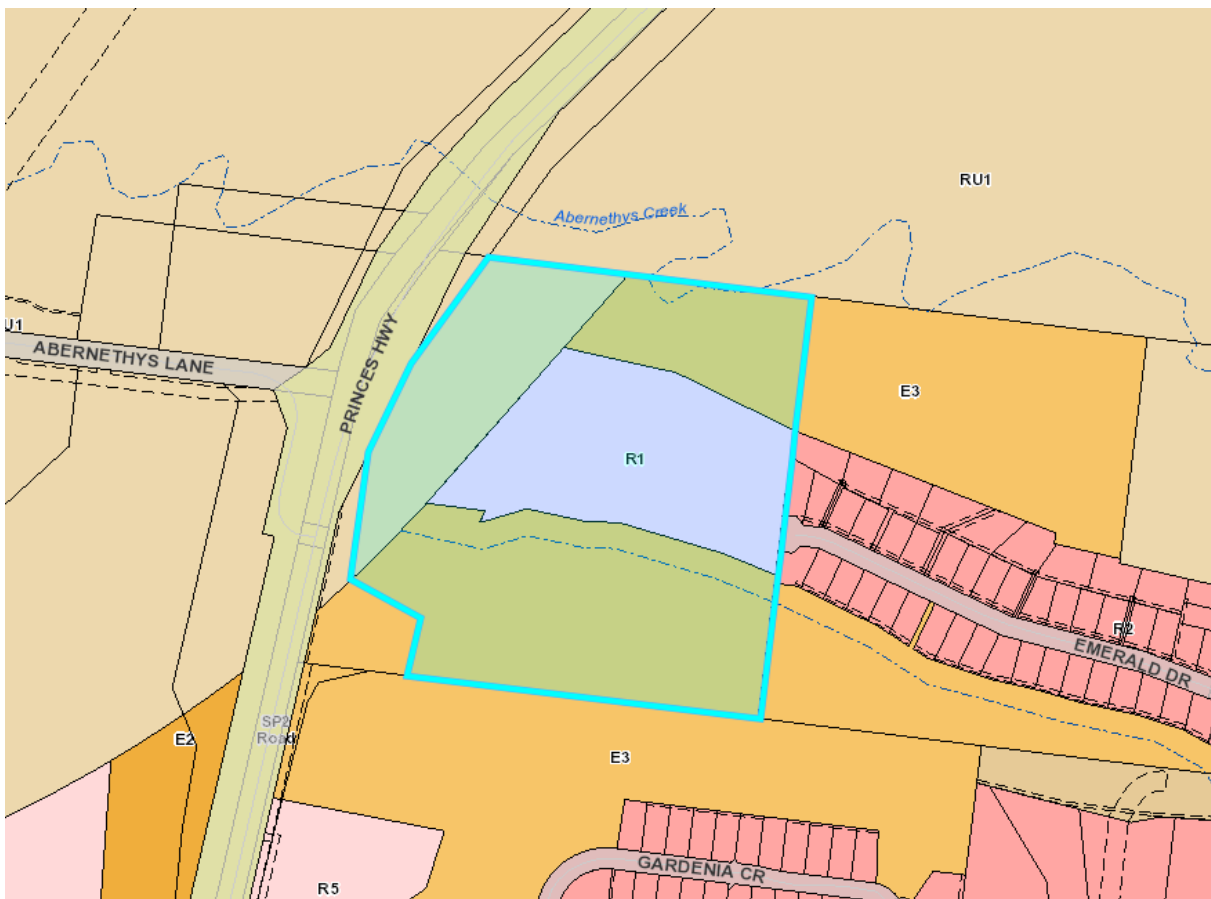 RU1
Abernethys Creek
U1
ABERNETHYS LANE
PRINCES HWY
E3
R1
R2
EMERALD DR
SP2
Road
E2
E3
GARDENIA CR
R5